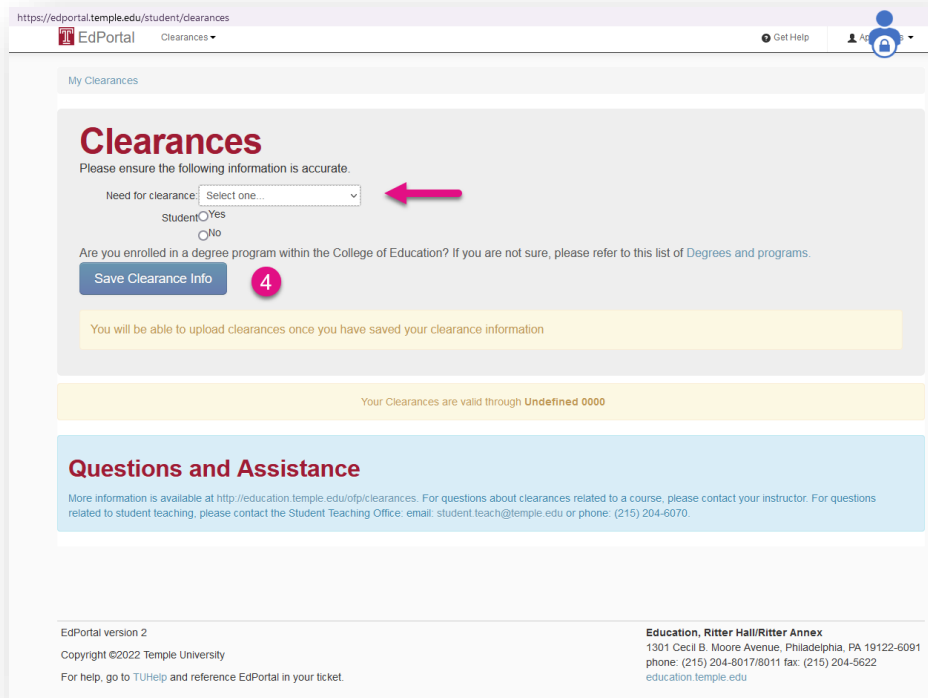 https://edportal.temple.edu/student/clearances
EdPortal Clearances Get Help
My Clearances
Clearances
Please ensure the following information is accurate.
Need for clearance: Select one...
Student Yes
No
Are you enrolled in a degree program within the College of Education? If you are not sure, please refer to this list of Degrees and programs.
Save Clearance Info 4
You will be able to upload clearances once you have saved your clearance information
Your Clearances are valid through Undefined 0000
Questions and Assistance
More information is available at http://education.temple.edu/ofp/clearances. For questions about clearances related to a course, please contact your instructor. For questions
related to student teaching, please contact the Student Teaching Office: email: student.teach@temple.edu or phone: (215) 204-6070.
EdPortal version 2
Copyright ©2022 Temple University
For help, go to TUHelp and reference EdPortal in your ticket.
Education, Ritter Hall/Ritter Annex
1301 Cecil B. Moore Avenue, Philadelphia, PA 19122-6091
phone: (215) 204-8017/8011 fax: (215) 204-5622
education.temple.edu